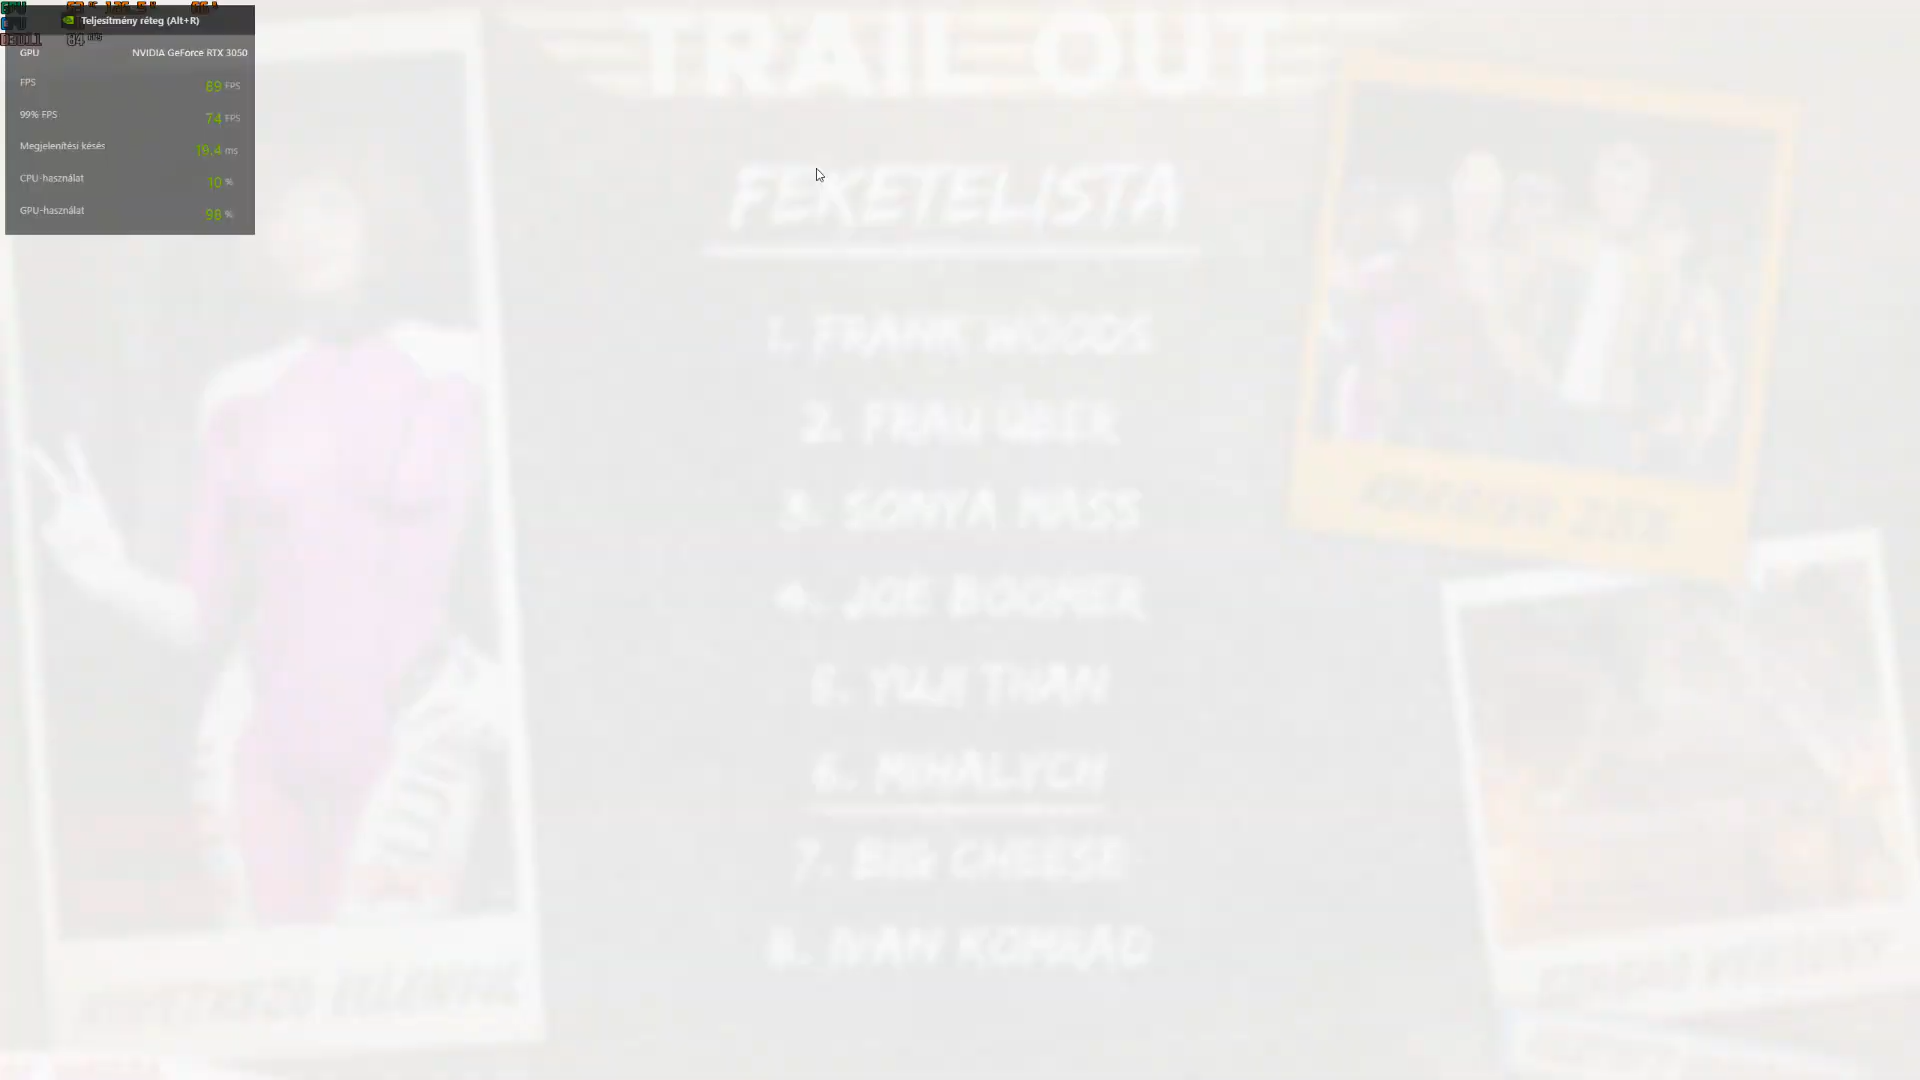 Teljesítmény réteg (Alt+R)
GPU NVIDIA GeForce RTX 3050
FPS 89 FPS
99% FPS 74 FPS
Megjelenítési késés 19.4 ms
CPU-használat 10 %
GPU-használat 98 %
TRAIL OUT
FEKETELISTA
1. FRANK WOODS
2. FRAU ÜBER
3. SONYA MASS
4. JOE BOOMER
5. YUJI THAN
6. MIHALYCH
7. BIG CHEESE
8. IVAN KOMRAD